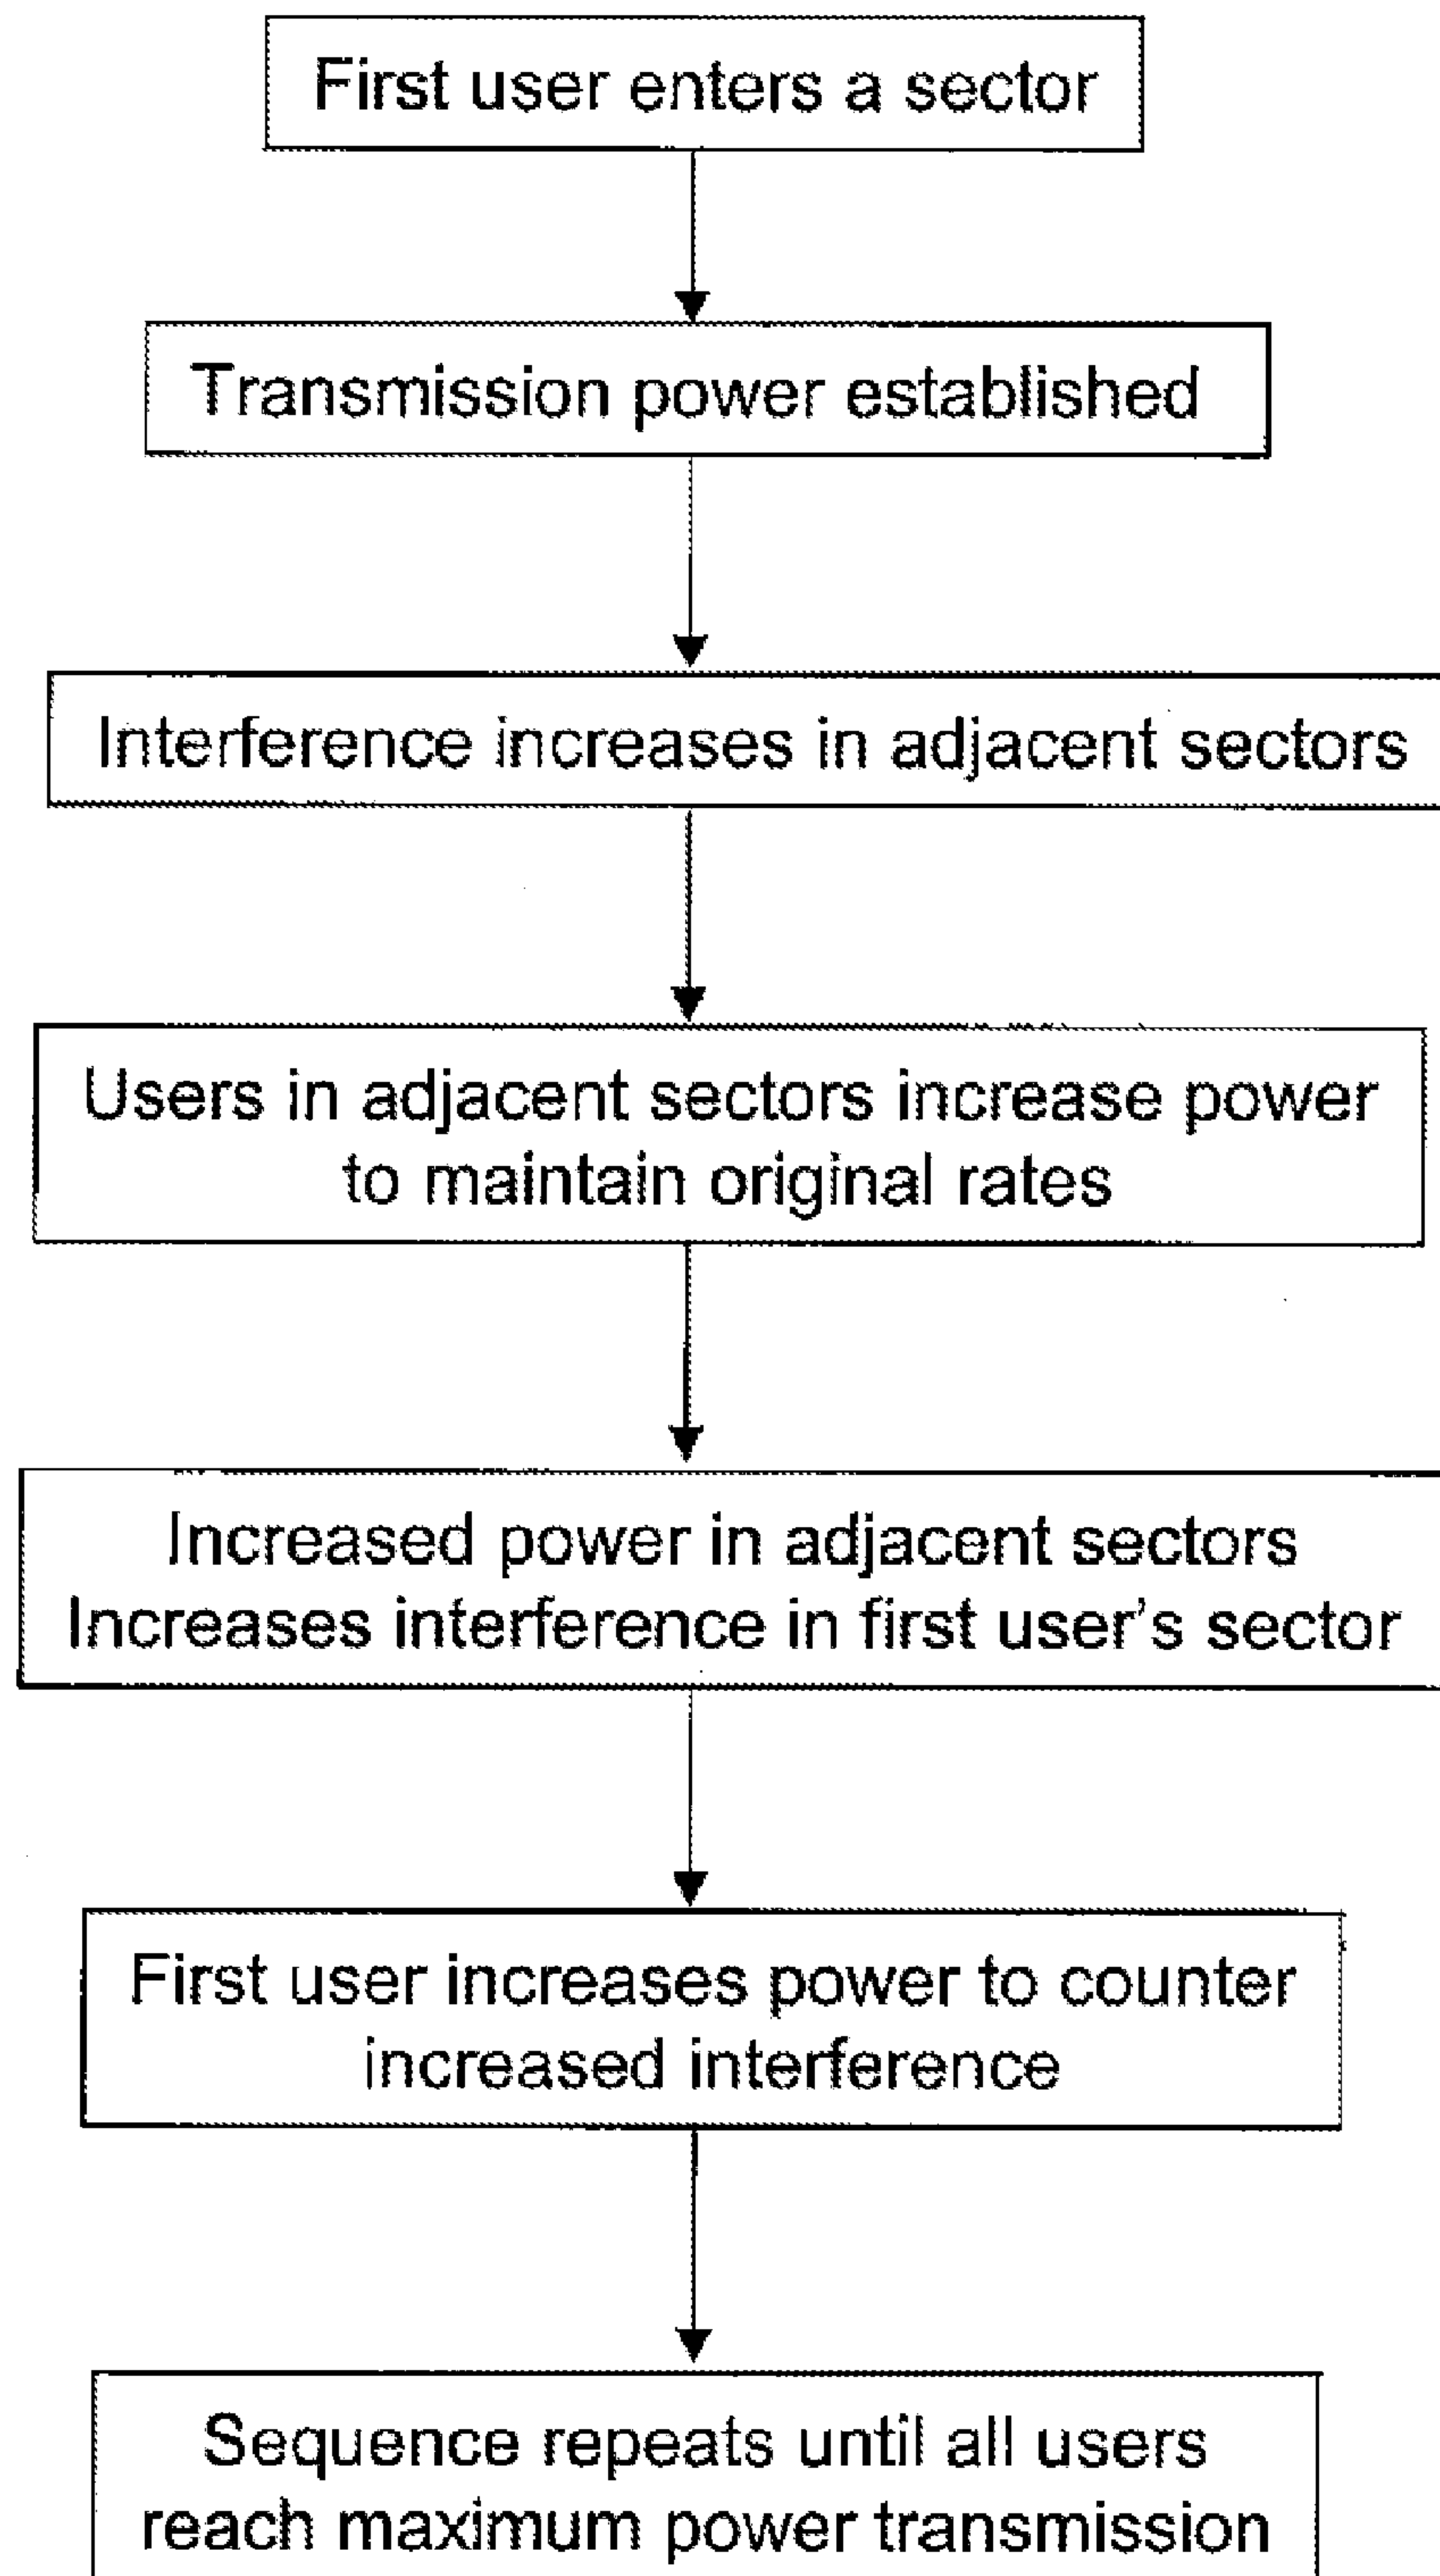 First user enters a sector
Transmission power established
Interference increases in adjacent sectors
Users in adjacent sectors increase power
to maintain original rates
Increased power in adjacent sectors
Increases interference in first user's sector
First user increases power to counter
increased interference
Sequence repeats until all users
reach maximum power transmission